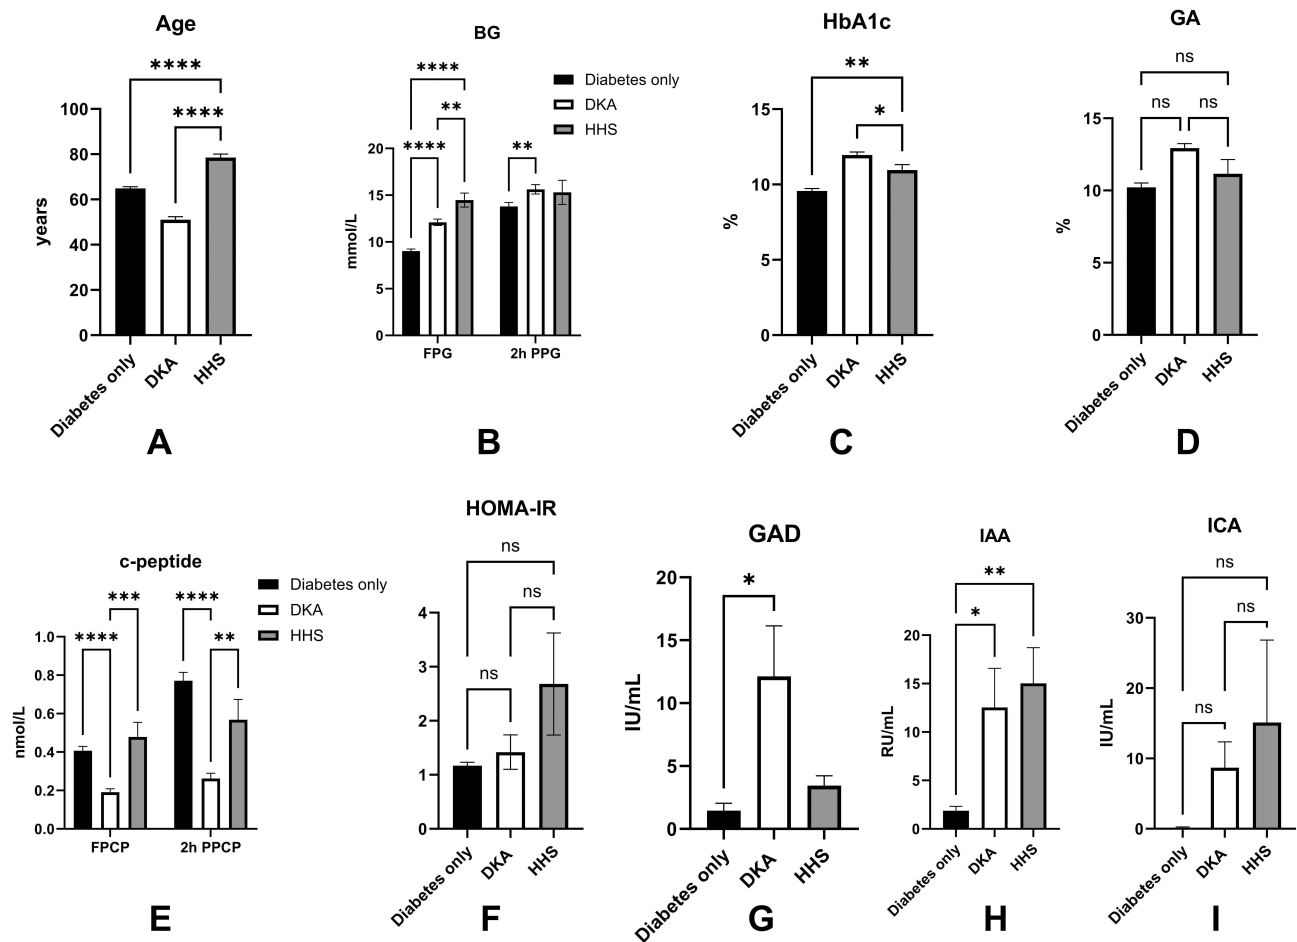 Age
****
****
100
80
60
40
20
0
years
Diabetes only
DKA
HHS
A
BG
****
**
****
**
Diabetes only
DKA
HHS
20
15
10
5
0
mmol/L
FPG
2h PPG
B
HbA1c
**
*
15
10
5
0
%
Diabetes only
DKA
HHS
C
GA
ns
ns
ns
15
10
5
0
%
Diabetes only
DKA
HHS
D
c-peptide
***
****
****
**
Diabetes only
DKA
HHS
1.0
0.8
0.6
0.4
0.2
0.0
nmol/L
FPCP
2h PPCP
E
HOMA-IR
ns
ns
ns
4
3
2
1
0
Diabetes only
DKA
HHS
F
GAD
*
20
15
10
5
0
IU/mL
Diabetes only
DKA
HHS
G
IAA
**
*
20
15
10
5
0
RU/mL
Diabetes only
DKA
HHS
H
ICA
ns
ns
ns
30
20
10
0
IU/mL
Diabetes only
DKA
HHS
I